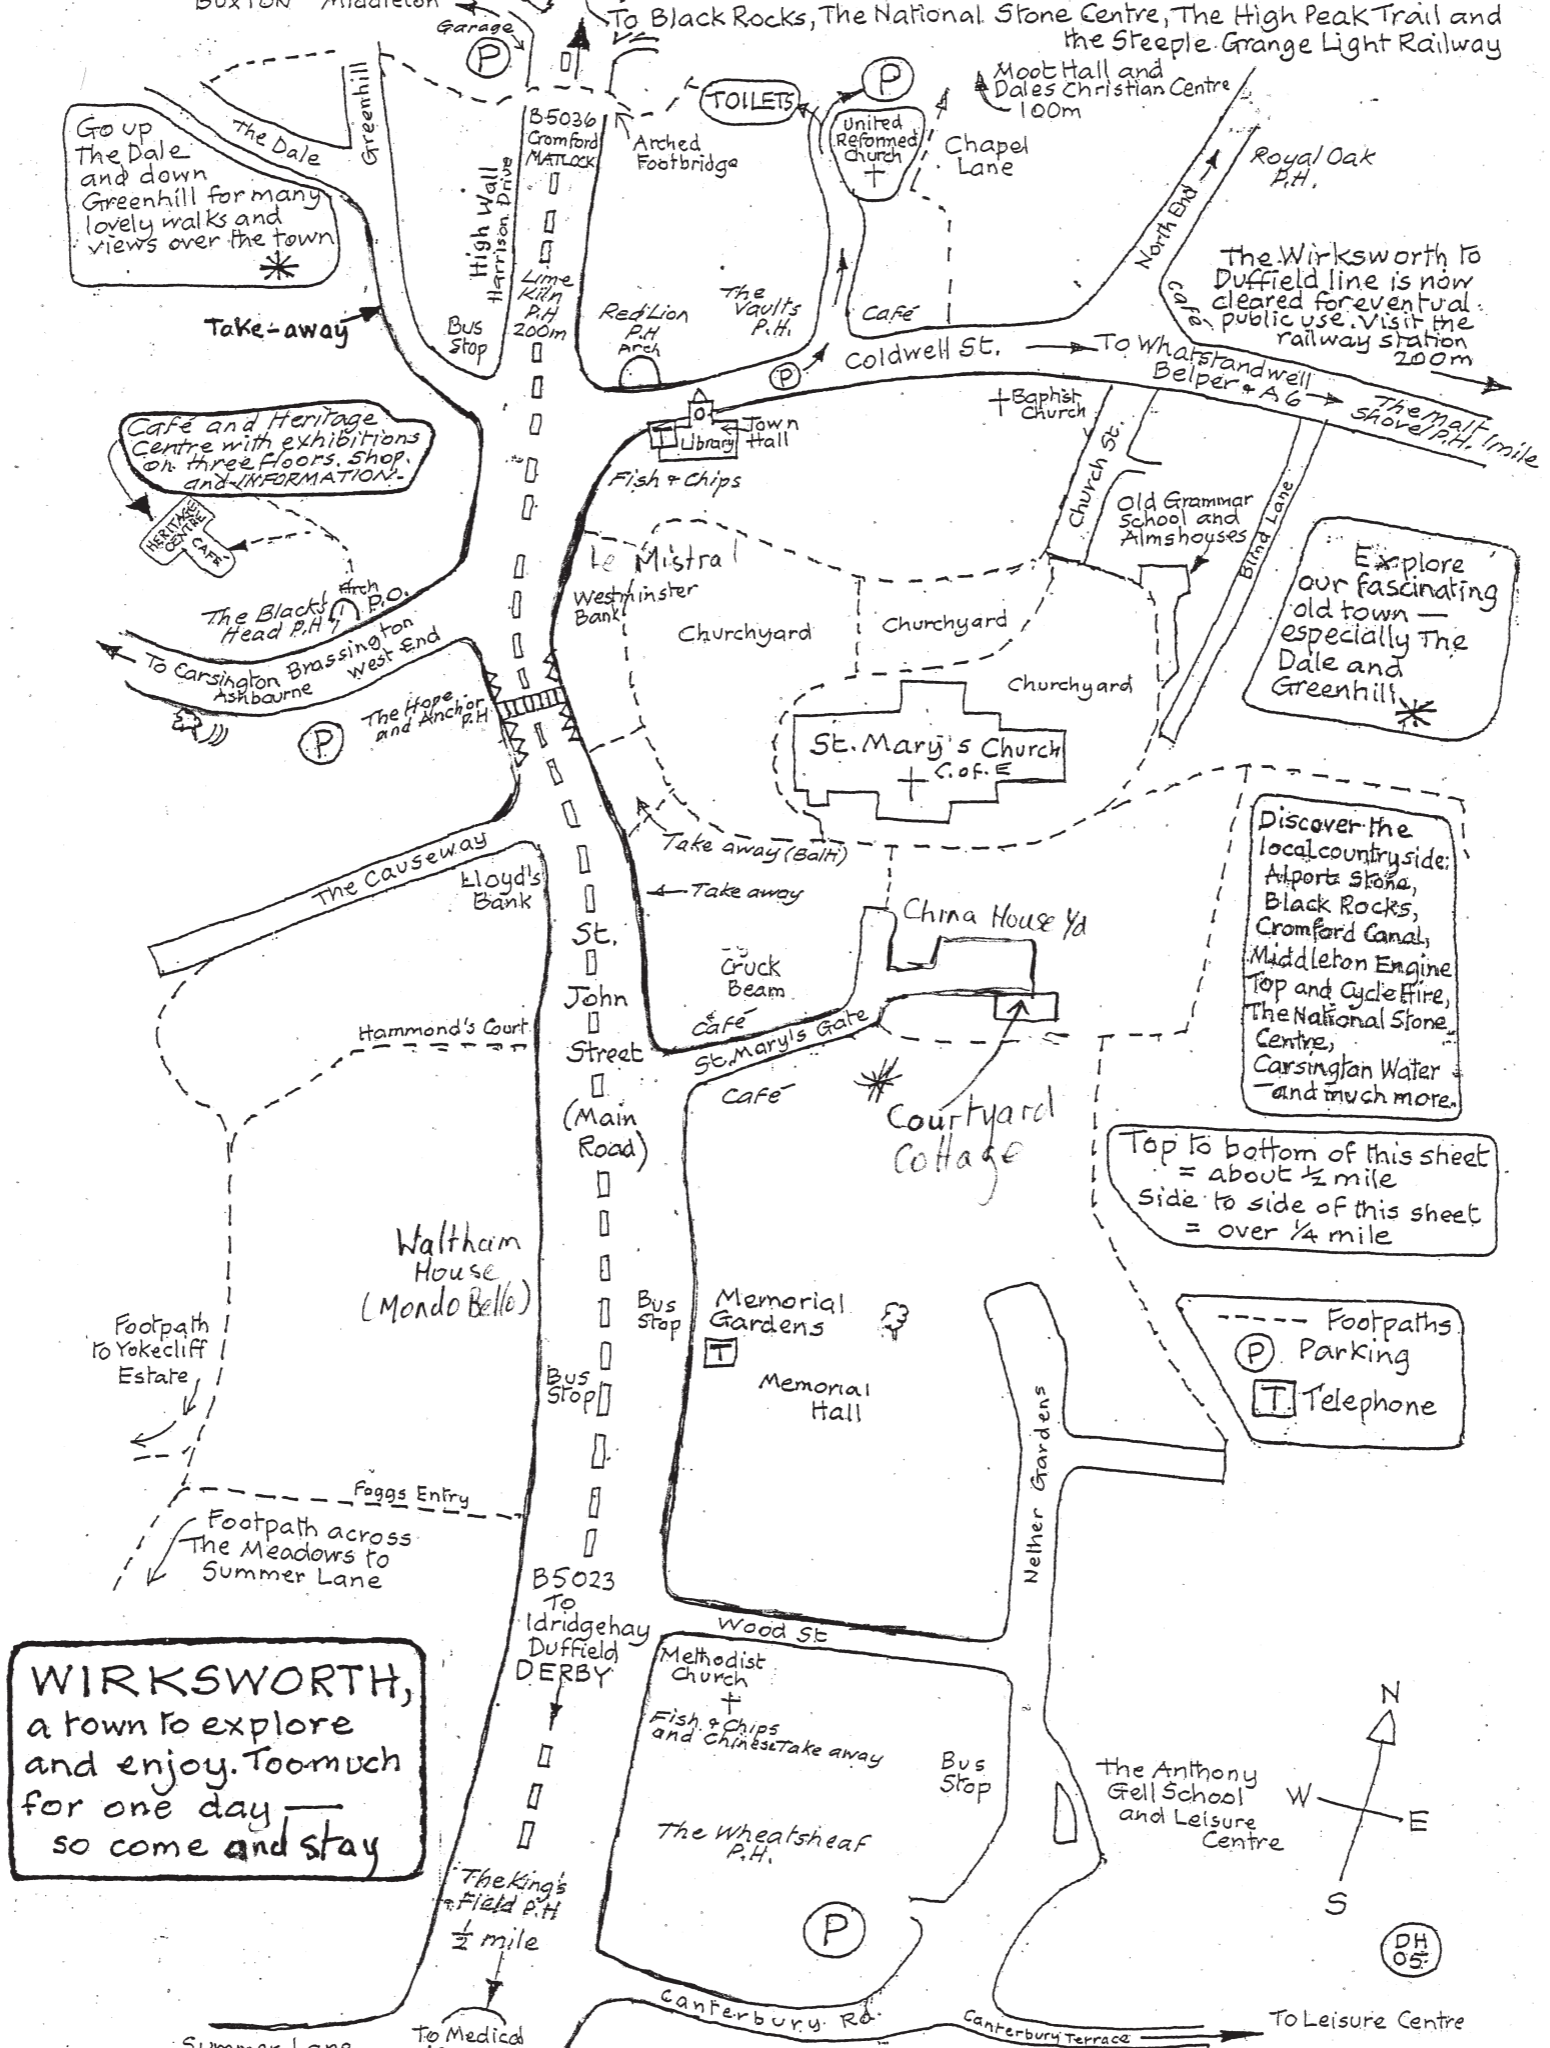 BUXTON Middleton
Garage
P
To Black Rocks, The National Stone Centre, The High Peak Trail and
the Steeple Grange Light Railway
Moot Hall and
Dales Christian Centre
100m
P
TOILETS
United
Reformed
Church
Chapel
Lane
Arched
Footbridge
B5036
Cromford
MATLOCK
High Wall
Harrison Drive
Greenhill
The Dale
Go up
The Dale
and down
Greenhill for many
lovely walks and
views over the town
Take-away
Bus
Stop
Lime
Kiln
P.H
200m
Red Lion
P.H
Arch
The
Vaults
P.H.
Café
North End
Royal Oak
P.H.
Café
The Wirksworth to
Duffield line is now
cleared for eventual
public use. Visit the
railway station
200m
P
Coldwell St.
To Whatstandwell
Belper & A6
The Malt
Shovel P.H. 1 mile
Baptist
Church
Church St.
T
Library
Town
Hall
Fish & Chips
Café and Heritage
Centre with exhibitions
on three floors. Shop.
and INFORMATION.
HERITAGE
CENTRE
CAFÉ
Arch
P.O.
The Blacks
Head P.H
To Carsington Brassington
Ashbourne
West End
P
The Hope
and Anchor
P.H
Le Mistral
Westminster
Bank
Churchyard
Churchyard
Churchyard
Old Grammar
School and
Almshouses
Blind Lane
Explore
our fascinating
old town —
especially The
Dale and
Greenhill
St. Mary's Church
C. of. E
The Causeway
Lloyd's
Bank
Take away (Balti)
Take away
China House Yd
Cruck
Beam
Café
St. Mary's Gate
Café
Courtyard
Cottage
Discover the
local countryside:
Alport Stone,
Black Rocks,
Cromford Canal,
Middleton Engine
Top and Cycle Hire,
The National Stone
Centre,
Carsington Water
— and much more.
Top to bottom of this sheet
= about ½ mile
Side to side of this sheet
= over ¼ mile
Hammond's Court
St.
John
Street
(Main
Road)
Waltham
House
(Mondo Bello)
Bus
Stop
Bus
Stop
Memorial
Gardens
T
Memorial
Hall
Nether Gardens
Footpaths
P Parking
T Telephone
Footpath
to Yokecliff
Estate
Foggs Entry
Footpath across
The Meadows to
Summer Lane
B5023
To
Idridgehay
Duffield
DERBY
Wood St
Methodist
Church
Fish & Chips
and Chinese Take away
Bus
Stop
The Wheatsheaf
P.H.
P
The Anthony
Gell School
and Leisure
Centre
N
W
E
S
DH
05
WIRKSWORTH,
a town to explore
and enjoy. Too much
for one day —
so come and stay
The King's
Field P.H
½ mile
To Medical
Summer Lane
Canterbury Rd.
Canterbury Terrace
To Leisure Centre